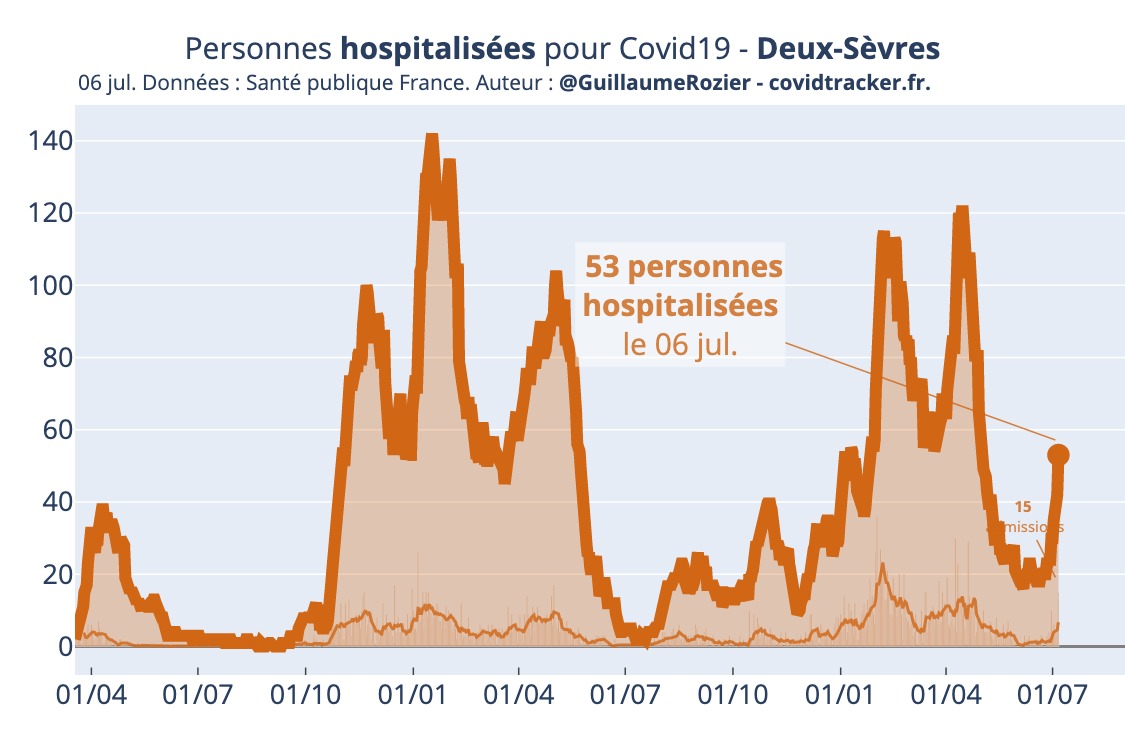 Personnes hospitalisées pour Covid19 - Deux-Sèvres
06 jul. Données : Santé publique France. Auteur : @GuillaumeRozier - covidtracker.fr.
140
120
100
80
60
40
20
0
53 personnes
hospitalisées
le 06 jul.
15
admissions
01/04 01/07 01/10 01/01 01/04 01/07 01/10 01/01 01/04 01/07